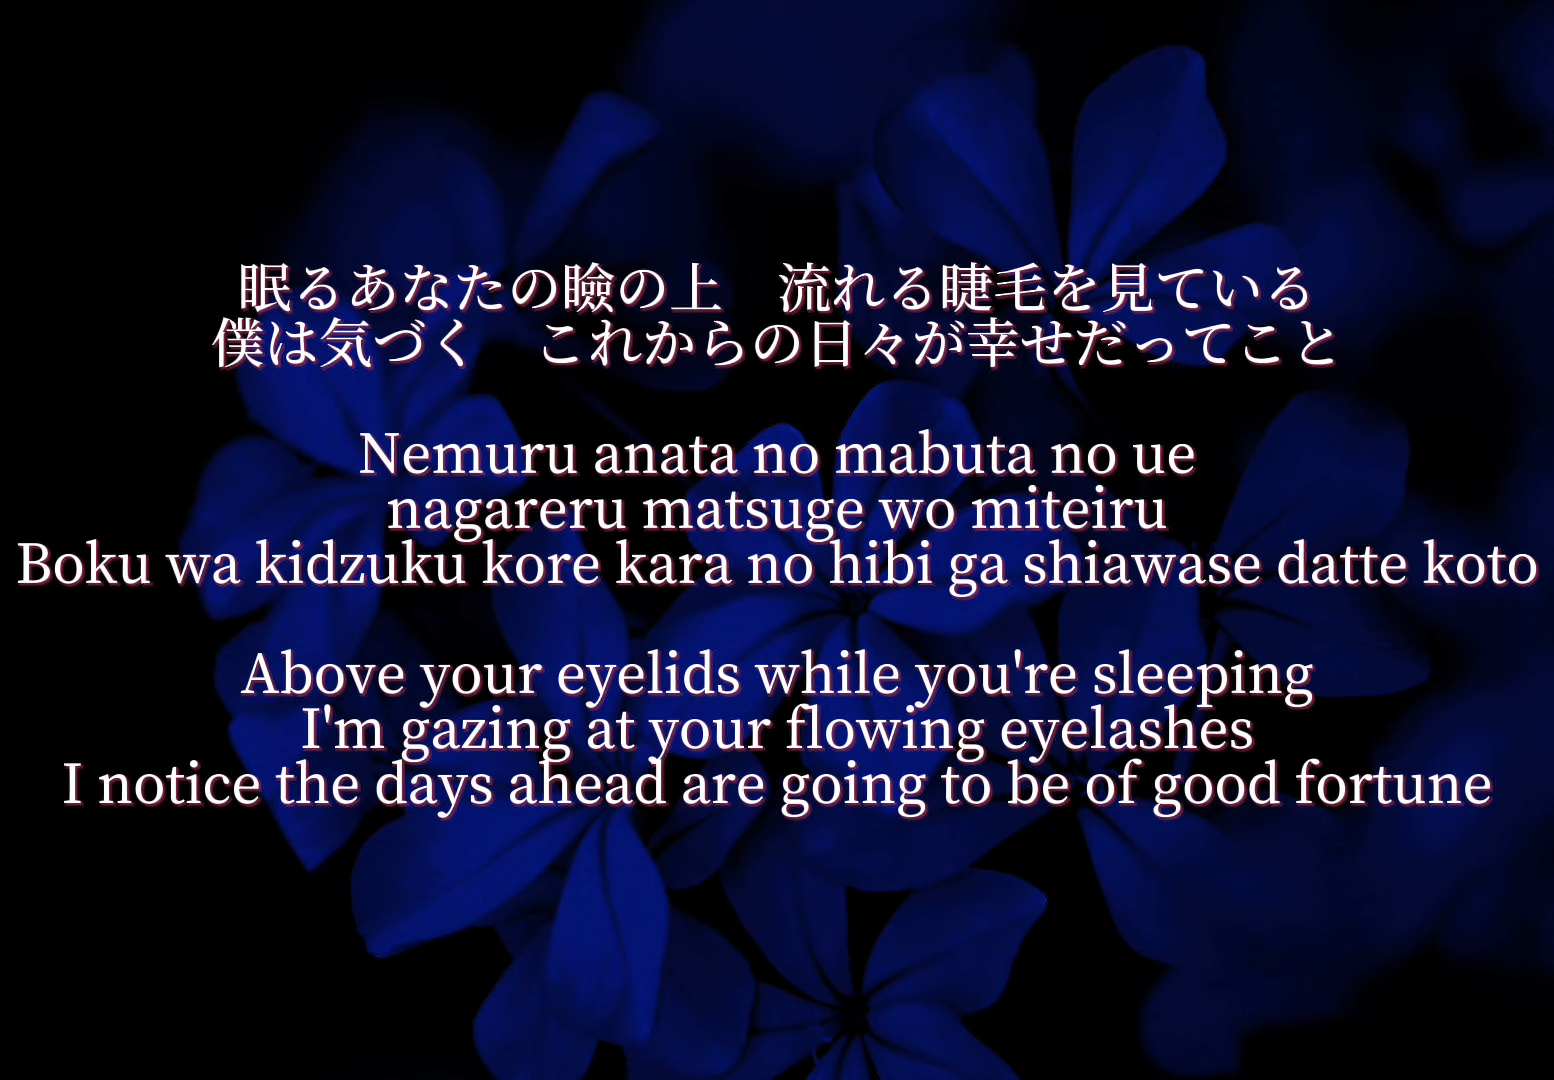 眠るあなたの瞼の上　流れる睫毛を見ている
僕は気づく　これからの日々が幸せだってこと
Nemuru anata no mabuta no ue
nagareru matsuge wo miteiru
Boku wa kidzuku kore kara no hibi ga shiawase datte koto
Above your eyelids while you're sleeping
I'm gazing at your flowing eyelashes
I notice the days ahead are going to be of good fortune